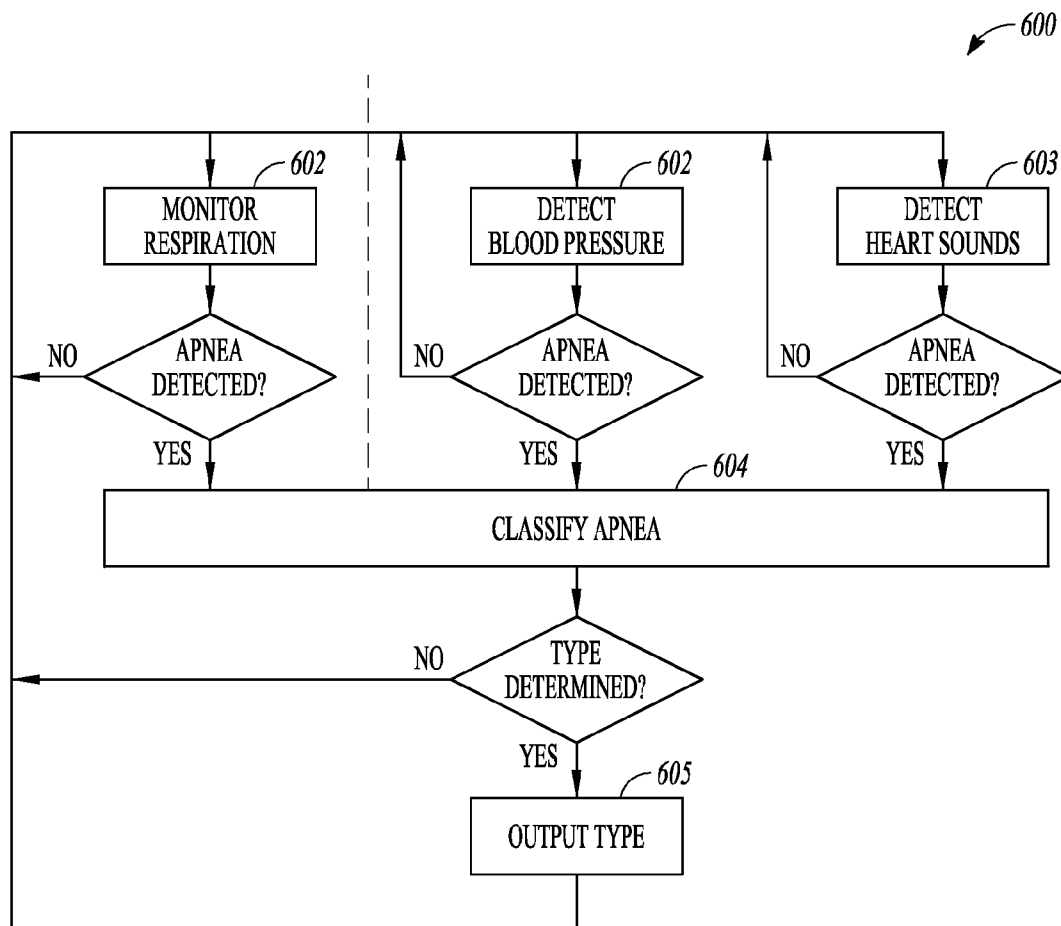 600
602
MONITOR
RESPIRATION
602
DETECT
BLOOD PRESSURE
603
DETECT
HEART SOUNDS
NO
APNEA
DETECTED?
YES
NO
APNEA
DETECTED?
YES
NO
APNEA
DETECTED?
YES
604
CLASSIFY APNEA
NO
TYPE
DETERMINED?
YES
605
OUTPUT TYPE